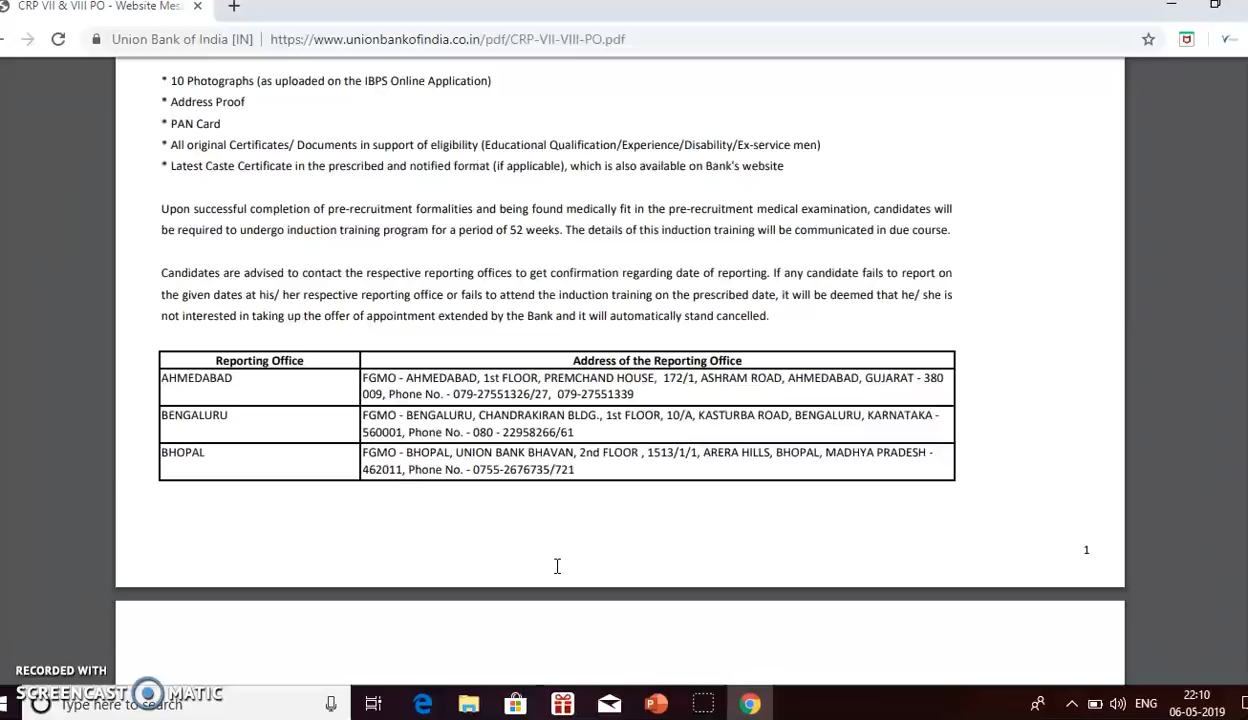 CRP VII & VIII PO - Website Mes
Union Bank of India [IN] | https://www.unionbankofindia.co.in/pdf/CRP-VII-VIII-PO.pdf
* 10 Photographs (as uploaded on the IBPS Online Application)
* Address Proof
* PAN Card
* All original Certificates/ Documents in support of eligibility (Educational Qualification/Experience/Disability/Ex-service men)
* Latest Caste Certificate in the prescribed and notified format (if applicable), which is also available on Bank's website
Upon successful completion of pre-recruitment formalities and being found medically fit in the pre-recruitment medical examination, candidates will
be required to undergo induction training program for a period of 52 weeks. The details of this induction training will be communicated in due course.
Candidates are advised to contact the respective reporting offices to get confirmation regarding date of reporting. If any candidate fails to report on
the given dates at his/ her respective reporting office or fails to attend the induction training on the prescribed date, it will be deemed that he/ she is
not interested in taking up the offer of appointment extended by the Bank and it will automatically stand cancelled.
Reporting Office Address of the Reporting Office
AHMEDABAD FGMO - AHMEDABAD, 1st FLOOR, PREMCHAND HOUSE, 172/1, ASHRAM ROAD, AHMEDABAD, GUJARAT - 380
009, Phone No. - 079-27551326/27, 079-27551339
BENGALURU FGMO - BENGALURU, CHANDRAKIRAN BLDG., 1st FLOOR, 10/A, KASTURBA ROAD, BENGALURU, KARNATAKA -
560001, Phone No. - 080 - 22958266/61
BHOPAL FGMO - BHOPAL, UNION BANK BHAVAN, 2nd FLOOR , 1513/1/1, ARERA HILLS, BHOPAL, MADHYA PRADESH -
462011, Phone No. - 0755-2676735/721
1
RECORDED WITH
SCREENCAST MATIC
Type here to search
ENG
22:10
06-05-2019